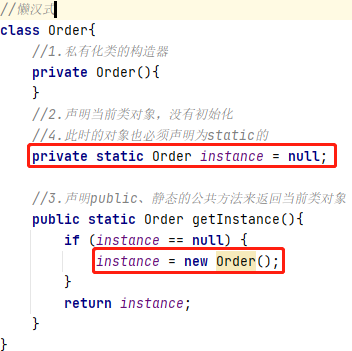 //懒汉式
class Order{
//1.私有化类的构造器
private Order(){
}
//2.声明当前类对象，没有初始化
//4.此时的对象也必须声明为static的
private static Order instance = null;
//3.声明public、静态的公共方法来返回当前类对象
public static Order getInstance(){
if (instance == null) {
instance = new Order();
}
return instance;
}
}